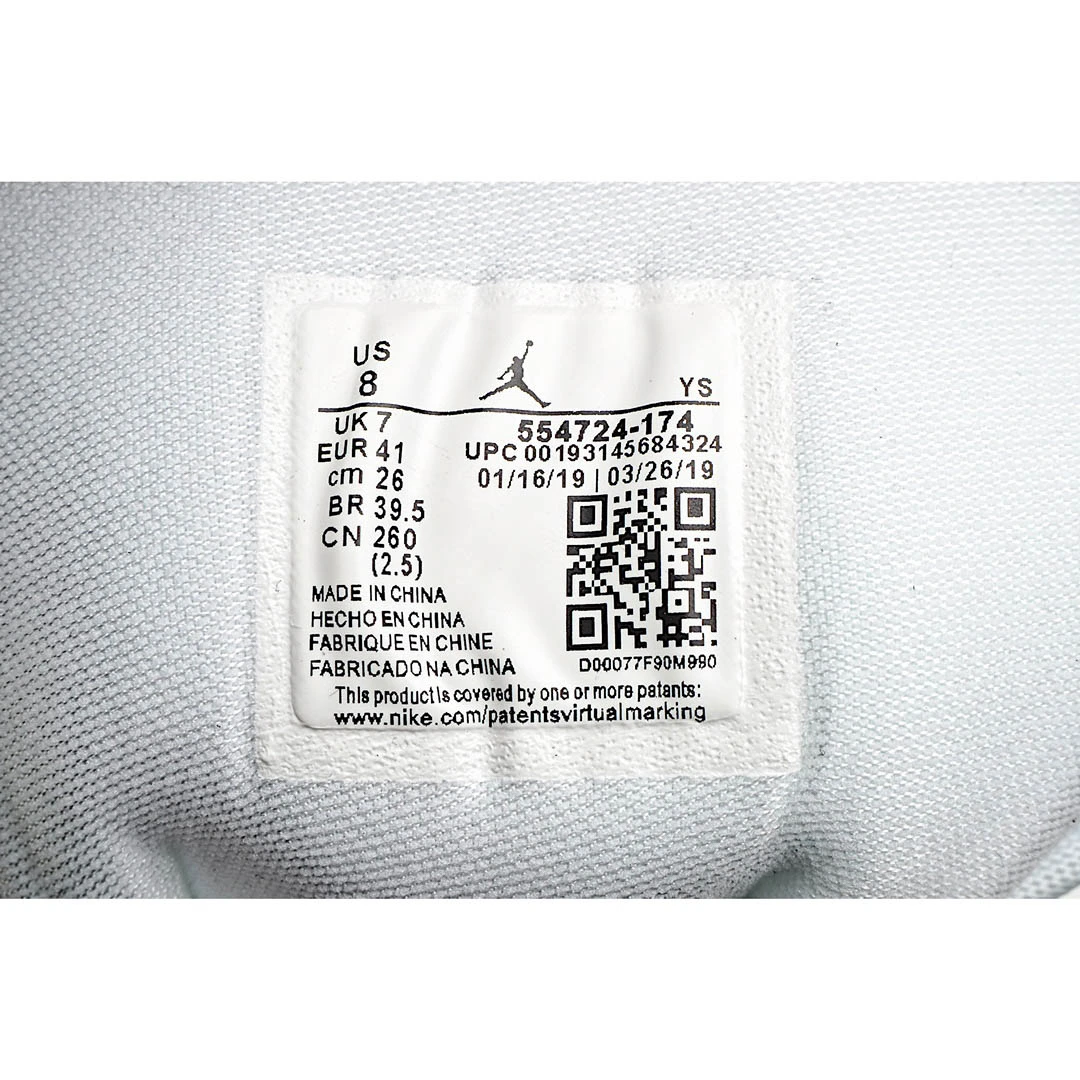 US
8
YS
UK 7
554724-174
EUR 41
UPC 00193145684324
cm 26
01/16/19 | 03/26/19
BR 39.5
CN 260
(2.5)
MADE IN CHINA
HECHO EN CHINA
FABRIQUE EN CHINE
FABRICADO NA CHINA
D00077F90M990
This product is covered by one or more patents:
www.nike.com/patentsvirtualmarking